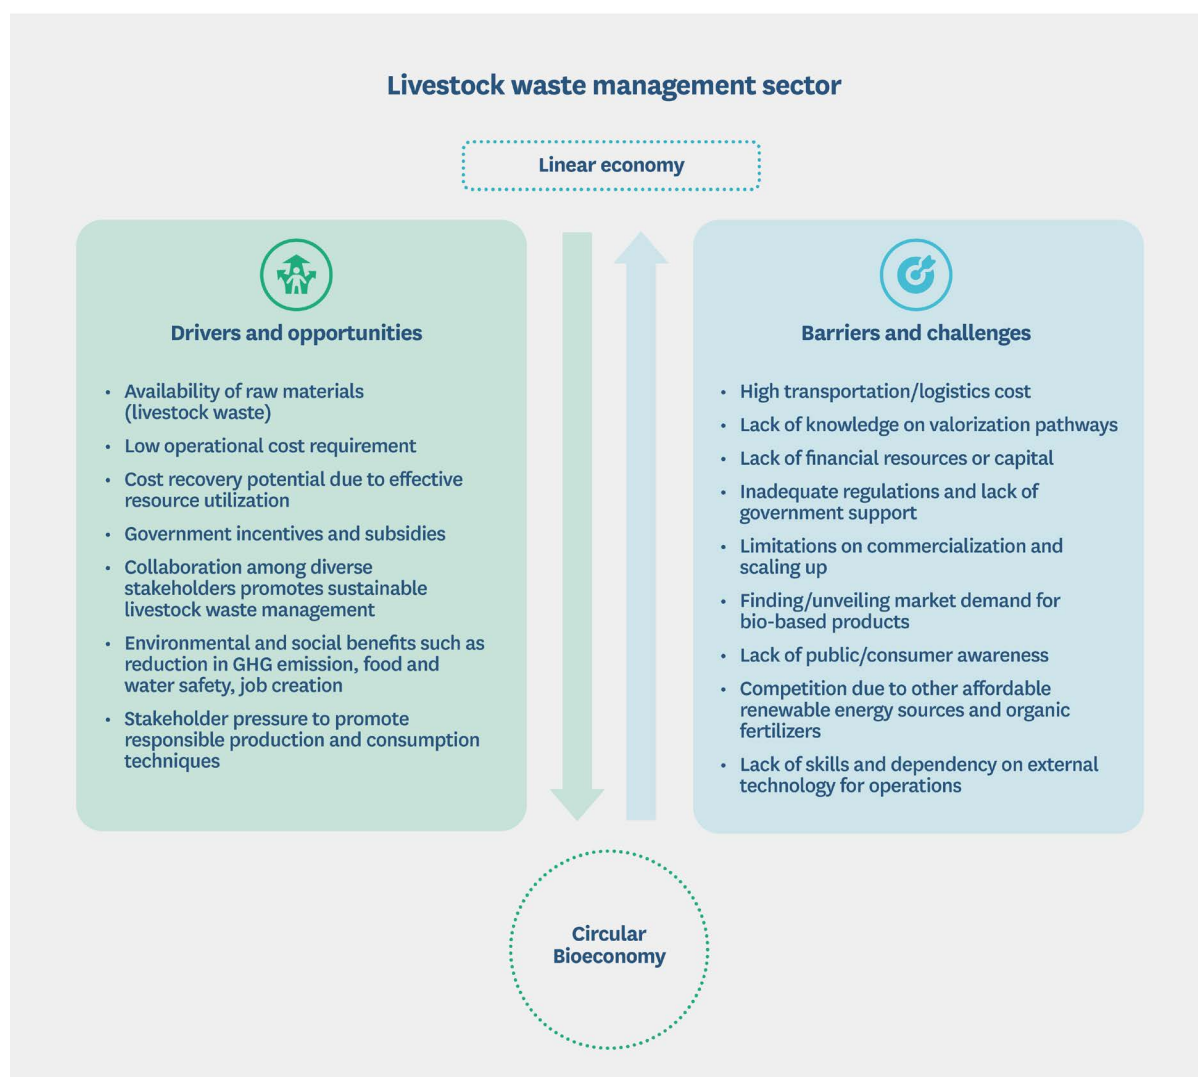 Livestock waste management sector
Linear economy
Drivers and opportunities
• Availability of raw materials
(livestock waste)
• Low operational cost requirement
• Cost recovery potential due to effective
resource utilization
• Government incentives and subsidies
• Collaboration among diverse
stakeholders promotes sustainable
livestock waste management
• Environmental and social benefits such as
reduction in GHG emission, food and
water safety, job creation
• Stakeholder pressure to promote
responsible production and consumption
techniques
Barriers and challenges
• High transportation/logistics cost
• Lack of knowledge on valorization pathways
• Lack of financial resources or capital
• Inadequate regulations and lack of
government support
• Limitations on commercialization and
scaling up
• Finding/unveiling market demand for
bio-based products
• Lack of public/consumer awareness
• Competition due to other affordable
renewable energy sources and organic
fertilizers
• Lack of skills and dependency on external
technology for operations
Circular
Bioeconomy